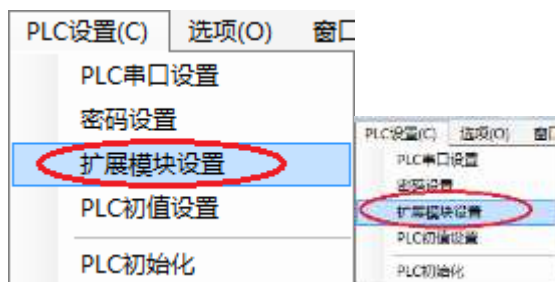 PLC设置(C) 选项(O) 窗口
PLC串口设置
密码设置
扩展模块设置
PLC初值设置
PLC初始化
PLC设置(C) 选项(O) 窗口
PLC串口设置
密码设置
扩展模块设置
PLC初值设置
PLC初始化